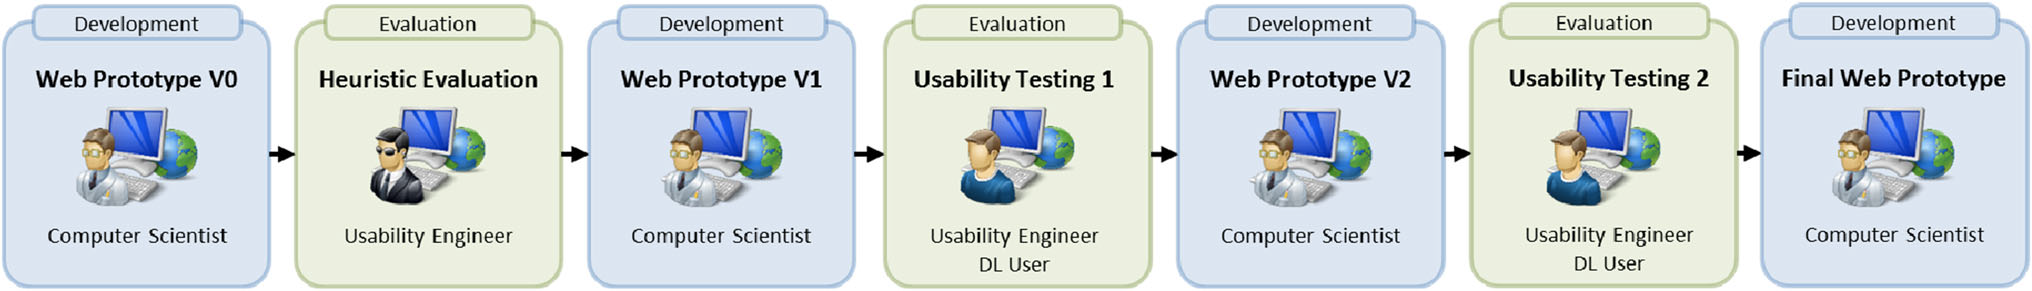 Development
Web Prototype V0
Computer Scientist
Evaluation
Heuristic Evaluation
Usability Engineer
Development
Web Prototype V1
Computer Scientist
Evaluation
Usability Testing 1
Usability Engineer
DL User
Development
Web Prototype V2
Computer Scientist
Evaluation
Usability Testing 2
Usability Engineer
DL User
Development
Final Web Prototype
Computer Scientist